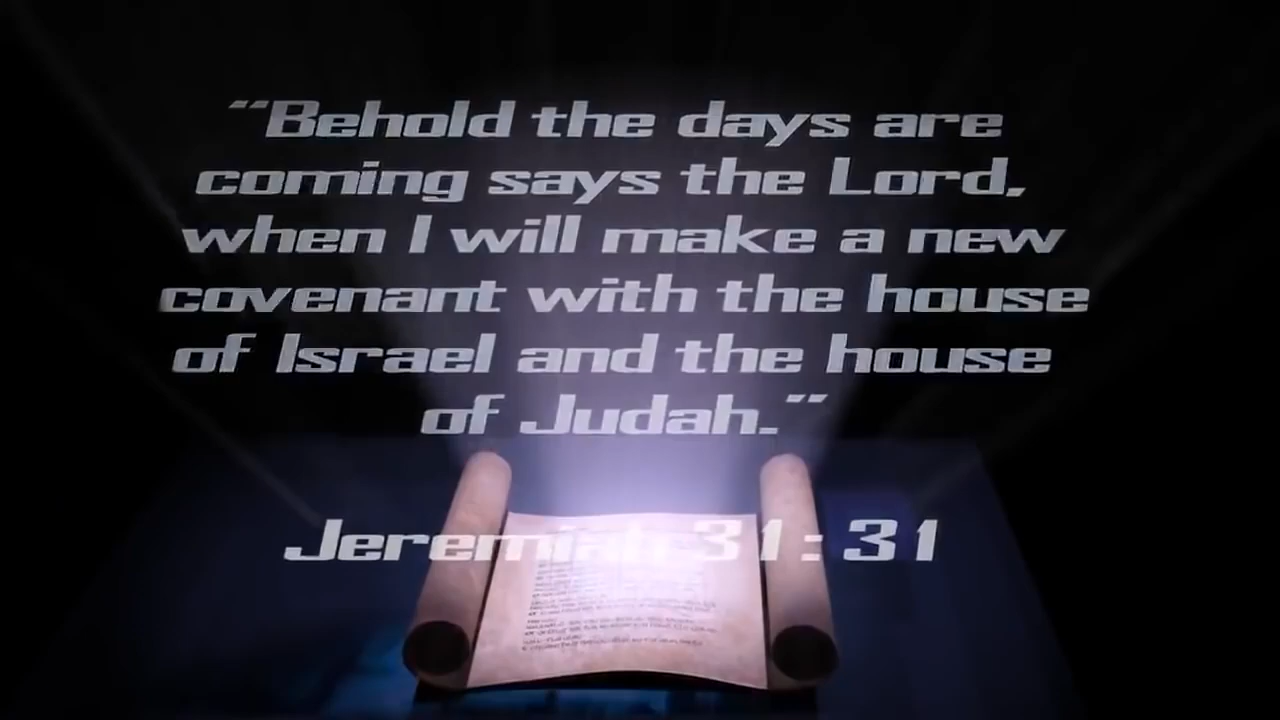 “Behold the days are
coming says the Lord,
when I will make a new
covenant with the house
of Israel and the house
of Judah.”
Jeremiah 31:31